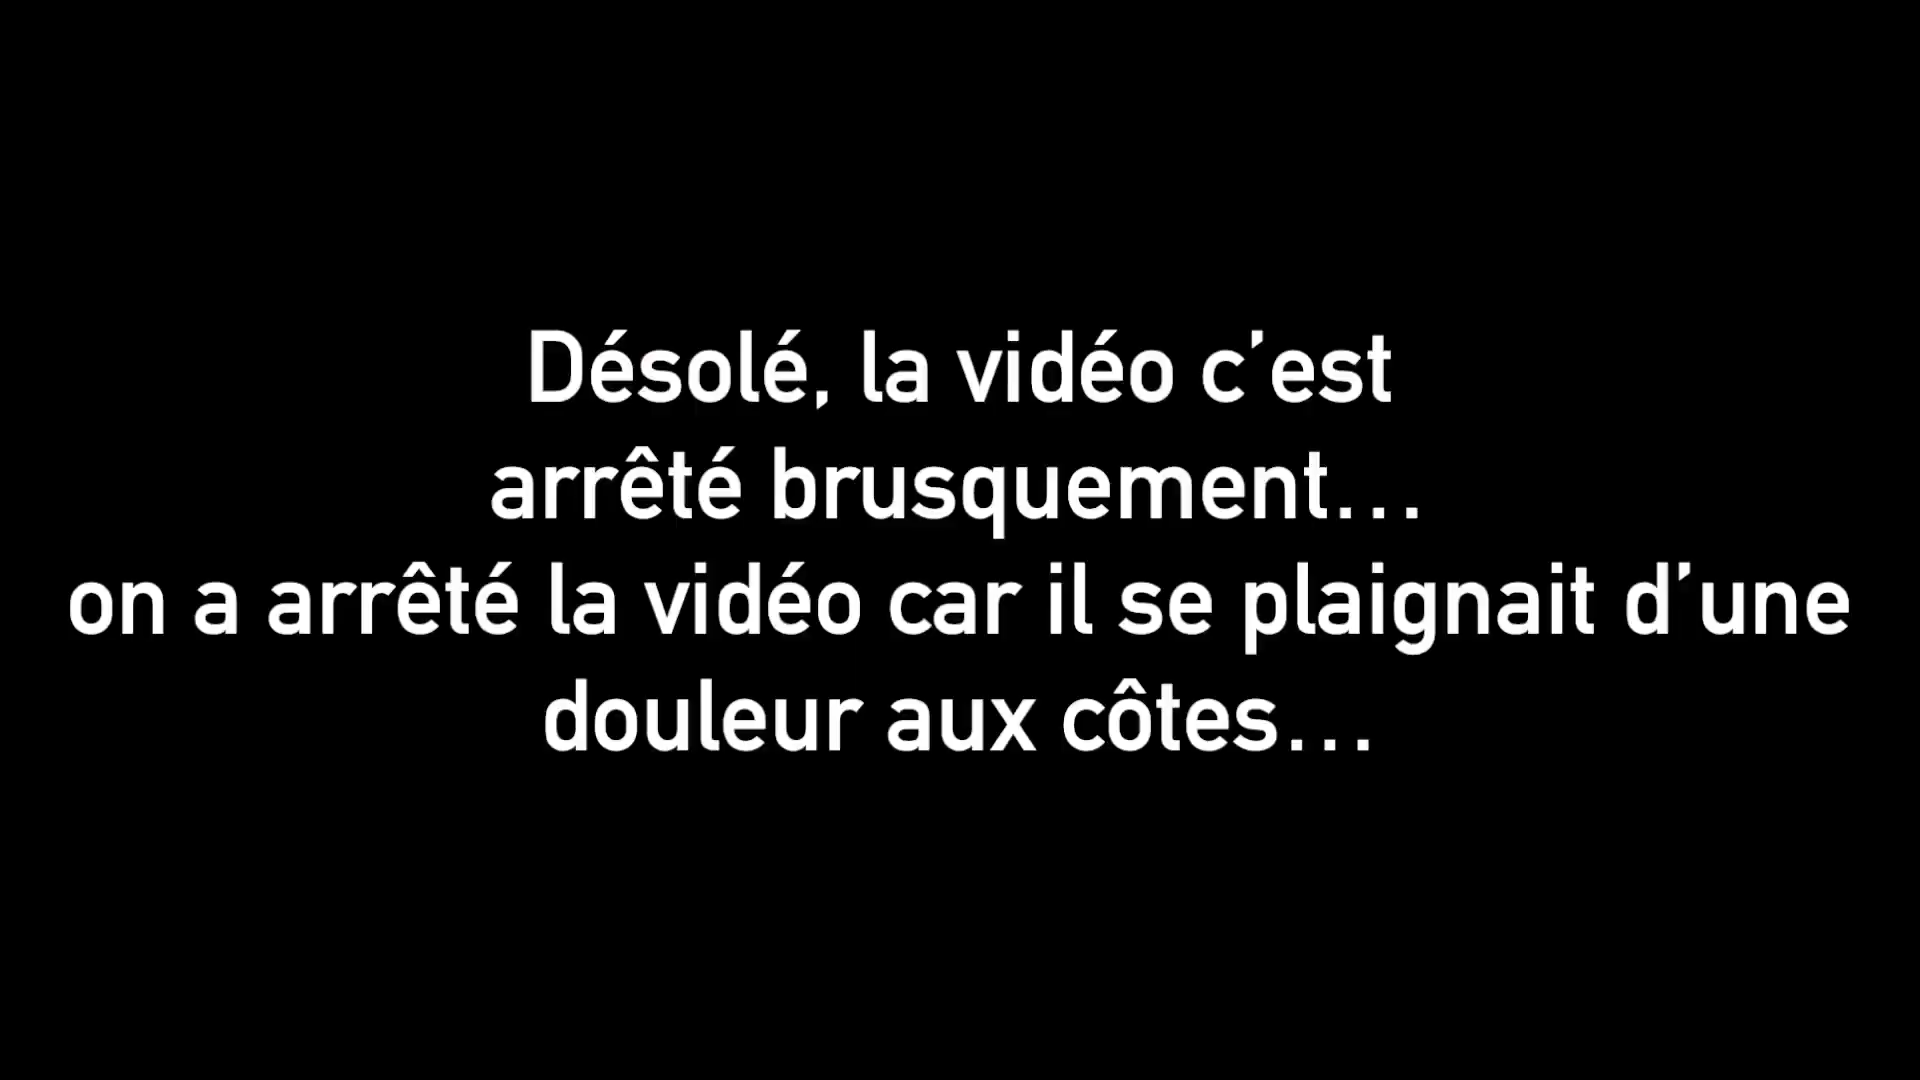 Désolé, la vidéo c’est
arrêté brusquement...
on a arrêté la vidéo car il se plaignait d’une
douleur aux côtes...